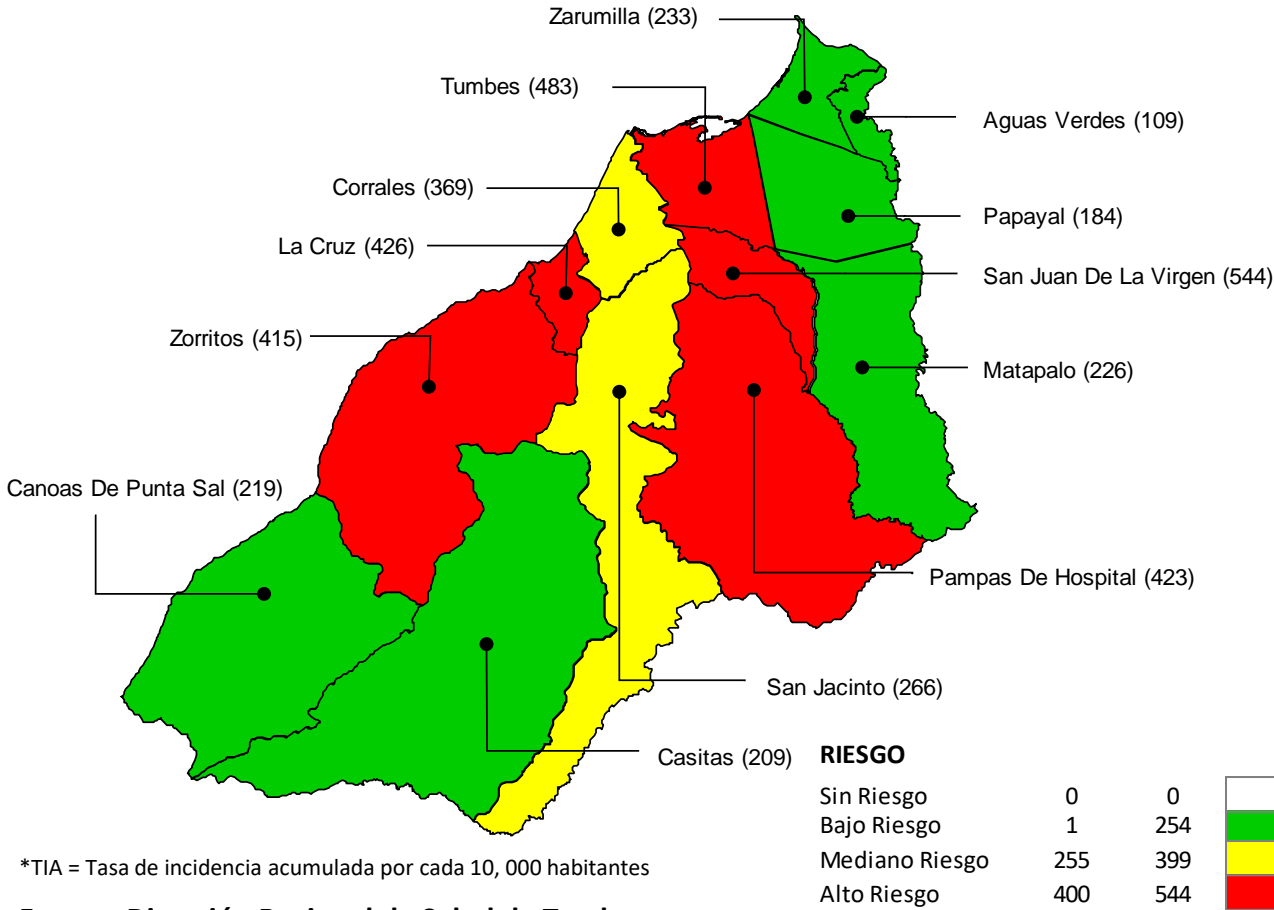 Zarumilla (233)
Tumbes (483)
Aguas Verdes (109)
Corrales (369)
Papayal (184)
La Cruz (426)
San Juan De La Virgen (544)
Zorritos (415)
Matapalo (226)
Canoas De Punta Sal (219)
Pampas De Hospital (423)
San Jacinto (266)
Casitas (209)
RIESGO
Sin Riesgo 0 0
Bajo Riesgo 1 254
Mediano Riesgo 255 399
Alto Riesgo 400 544
*TIA = Tasa de incidencia acumulada por cada 10, 000 habitantes